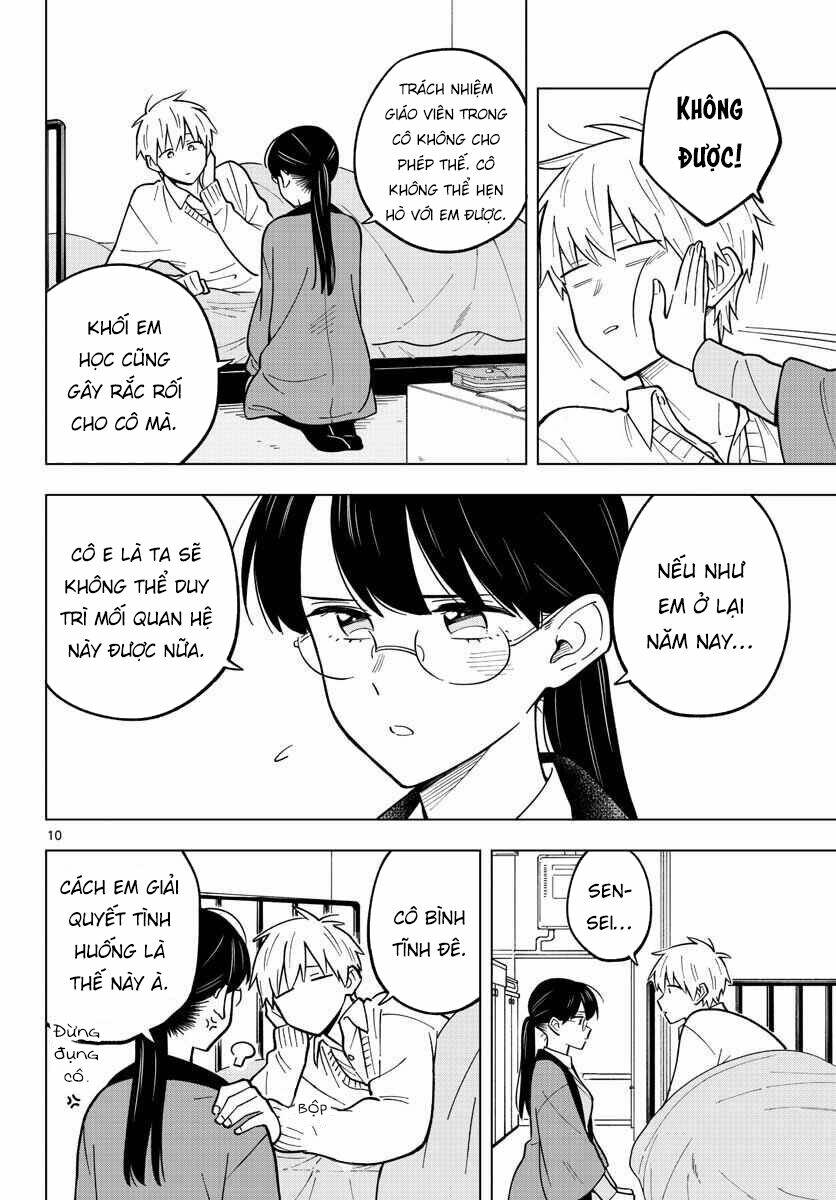 KHÔNG
ĐƯỢC!
TRÁCH NHIỆM
GIÁO VIÊN TRONG
CÔ KHÔNG CHO
PHÉP THẾ. CÔ
KHÔNG THỂ HẸN
HÒ VỚI EM ĐƯỢC.
KHỐI EM
HỌC CŨNG
GÂY RẮC RỐI
CHO CÔ MÀ.
NẾU NHƯ
EM Ở LẠI
NĂM NAY...
CÔ E LÀ TA SẼ
KHÔNG THỂ DUY
TRÌ MỐI QUAN HỆ
NÀY ĐƯỢC NỮA.
10
SEN-
SEI...
CÔ BÌNH
TĨNH ĐÊ.
CÁCH EM GIẢI
QUYẾT TÌNH
HUỐNG LÀ
THẾ NÀY À.
Đừng
đụng
cô.
BỘP